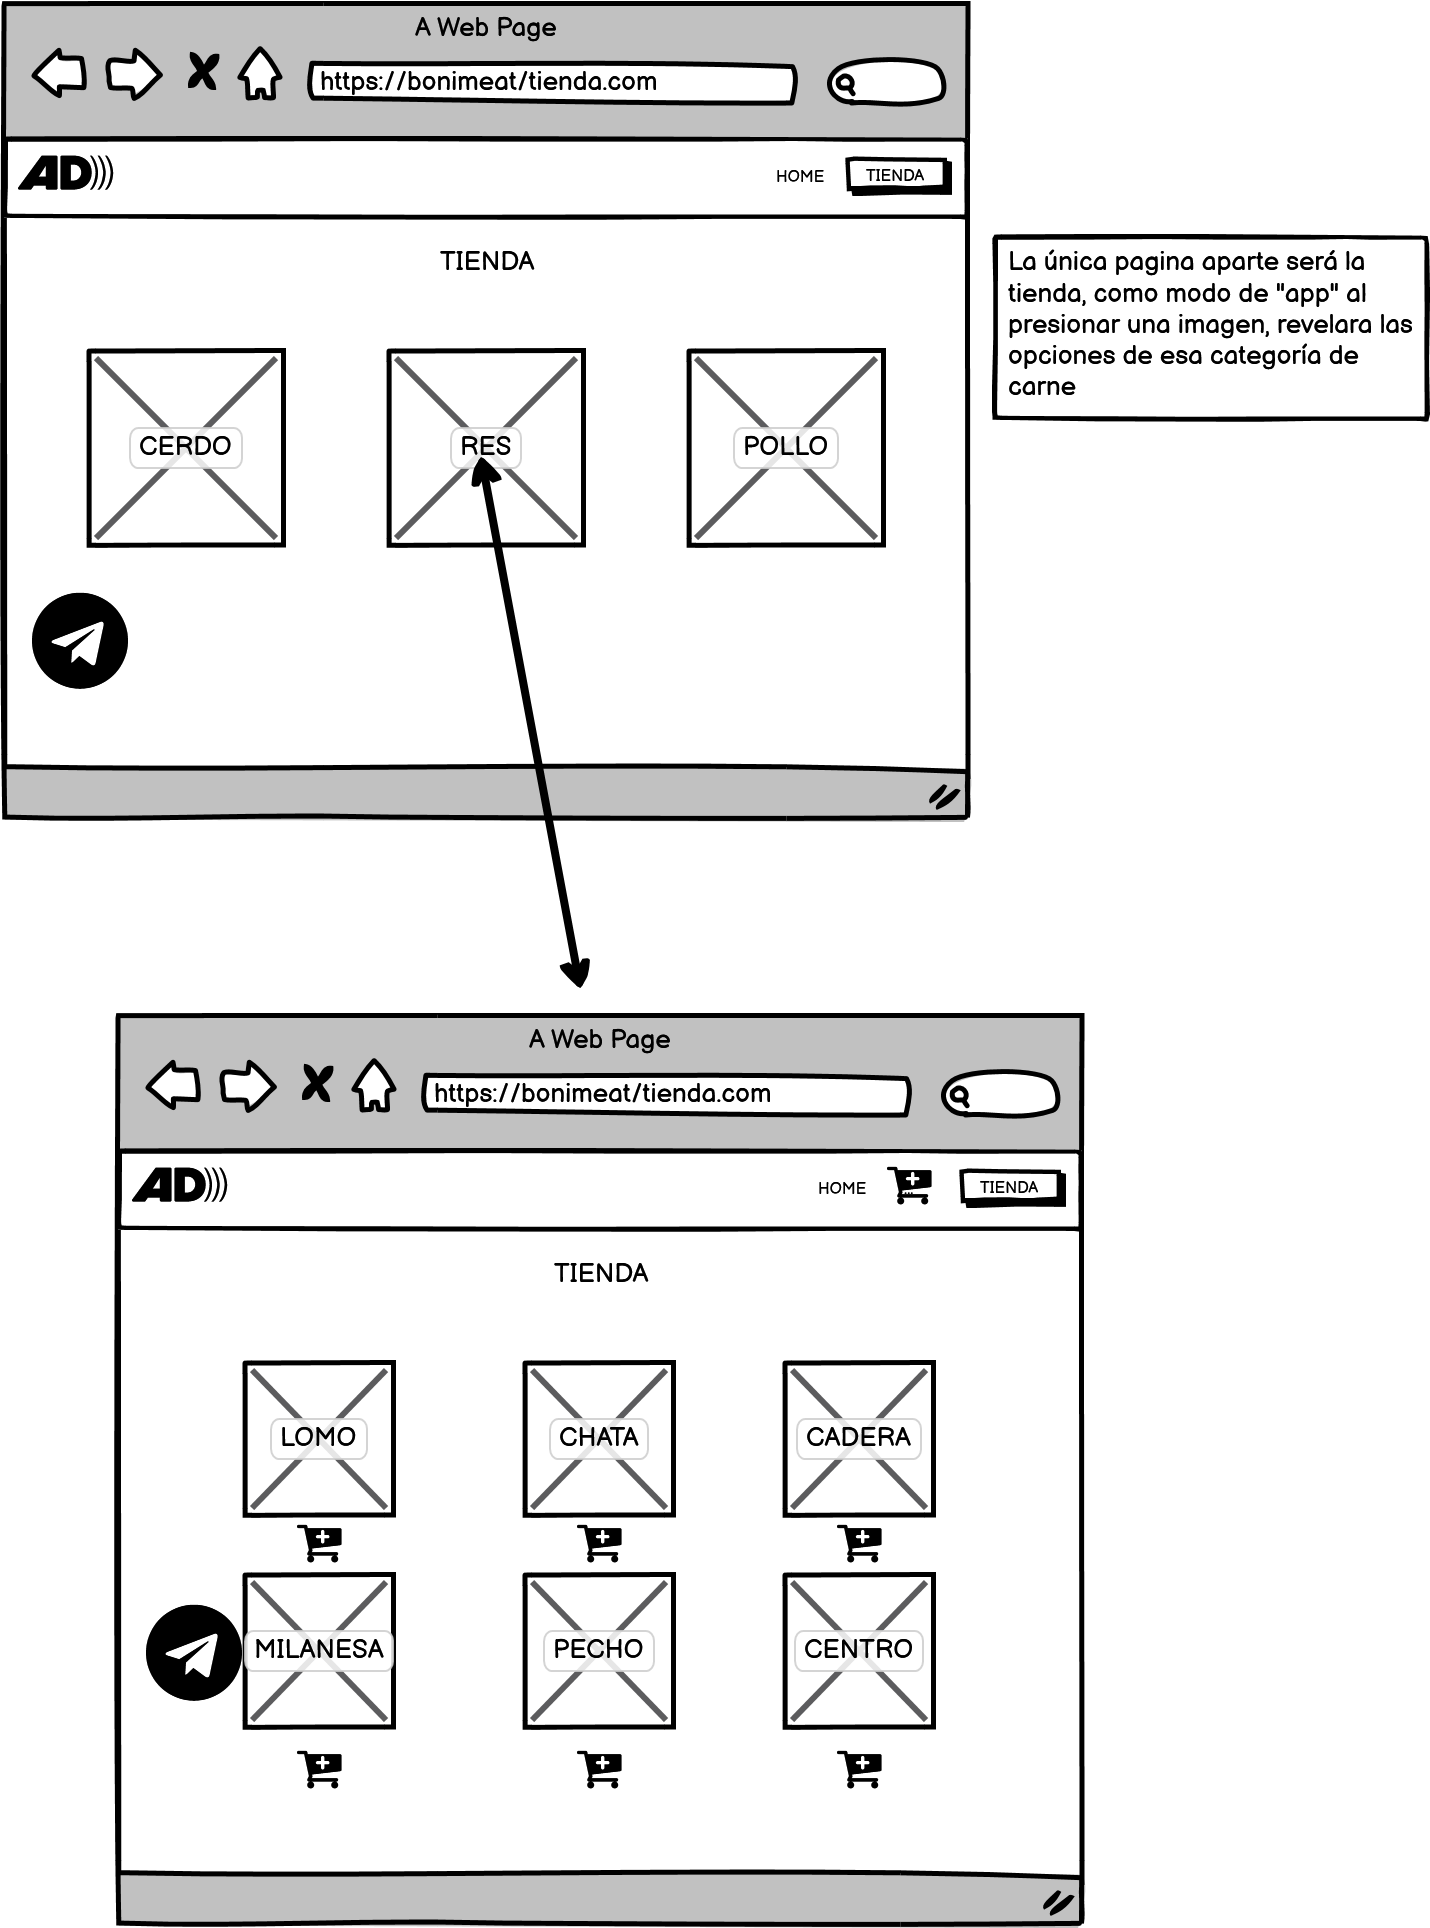 A Web Page
https://bonimeat/tienda.com
AD
HOME
TIENDA
TIENDA
La única pagina aparte será la
tienda, como modo de "app" al
presionar una imagen, revelara las
opciones de esa categoría de
carne
CERDO
RES
POLLO
A Web Page
https://bonimeat/tienda.com
AD
HOME
TIENDA
TIENDA
LOMO
CHATA
CADERA
MILANESA
PECHO
CENTRO